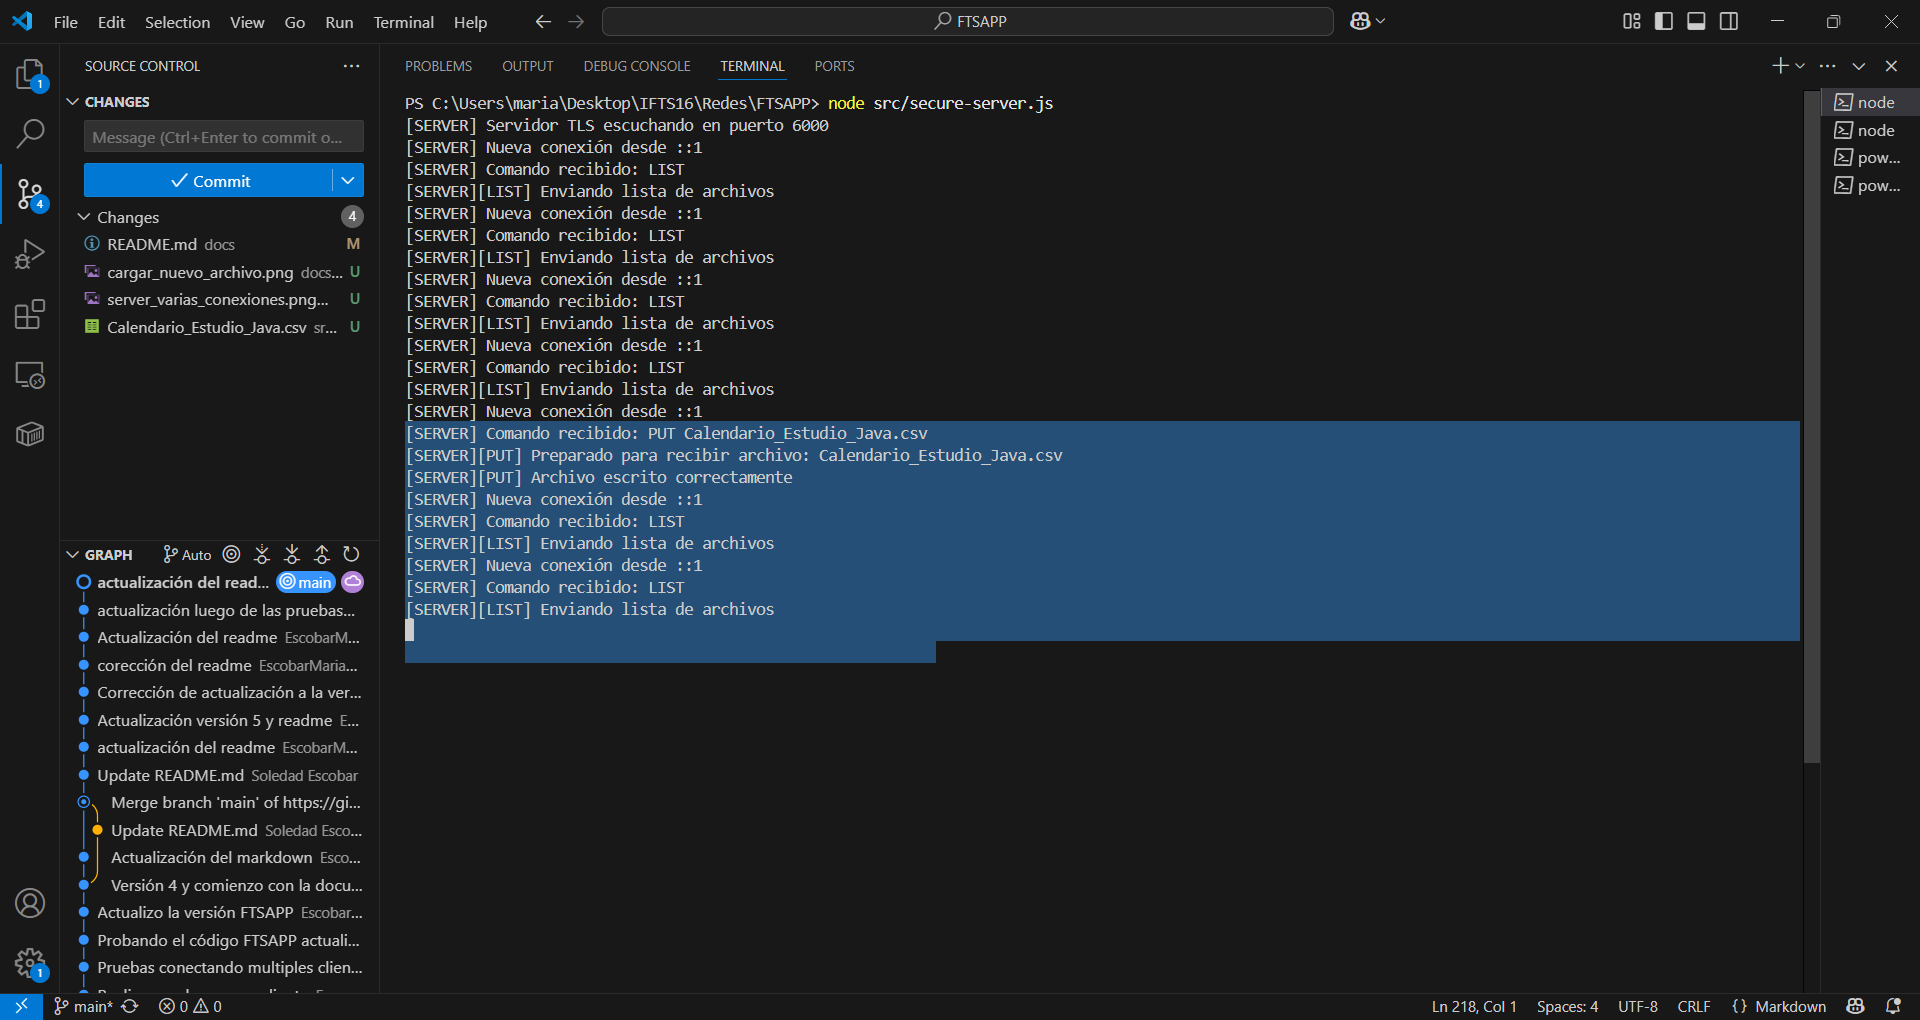 File Edit Selection View Go Run Terminal Help
FTSAPP
SOURCE CONTROL
CHANGES
Message (Ctrl+Enter to commit o...
Commit
Changes 4
README.md docs M
cargar_nuevo_archivo.png docs... U
server_varias_conexiones.png... U
Calendario_Estudio_Java.csv sr... U
GRAPH Auto
actualización del read... main
actualización luego de las pruebas...
Actualización del readme EscobarM...
corección del readme EscobarMaria...
Corrección de actualización a la ver...
Actualización versión 5 y readme E...
actualización del readme EscobarM...
Update README.md Soledad Escobar
Merge branch 'main' of https://gi...
Update README.md Soledad Esco...
Actualización del markdown Esco...
Versión 4 y comienzo con la docu...
Actualizo la versión FTSAPP Escobar...
Probando el código FTSAPP actuali...
Pruebas conectando multiples clien...
1
4
1
PROBLEMS OUTPUT DEBUG CONSOLE TERMINAL PORTS
PS C:\Users\maria\Desktop\IFTS16\Redes\FTSAPP> node src/secure-server.js
[SERVER] Servidor TLS escuchando en puerto 6000
[SERVER] Nueva conexión desde ::1
[SERVER] Comando recibido: LIST
[SERVER][LIST] Enviando lista de archivos
[SERVER] Nueva conexión desde ::1
[SERVER] Comando recibido: LIST
[SERVER][LIST] Enviando lista de archivos
[SERVER] Nueva conexión desde ::1
[SERVER] Comando recibido: LIST
[SERVER][LIST] Enviando lista de archivos
[SERVER] Nueva conexión desde ::1
[SERVER] Comando recibido: LIST
[SERVER][LIST] Enviando lista de archivos
[SERVER] Nueva conexión desde ::1
[SERVER] Comando recibido: PUT Calendario_Estudio_Java.csv
[SERVER][PUT] Preparado para recibir archivo: Calendario_Estudio_Java.csv
[SERVER][PUT] Archivo escrito correctamente
[SERVER] Nueva conexión desde ::1
[SERVER] Comando recibido: LIST
[SERVER][LIST] Enviando lista de archivos
[SERVER] Nueva conexión desde ::1
[SERVER] Comando recibido: LIST
[SERVER][LIST] Enviando lista de archivos
node
node
pow...
pow...
main* 0 0
Ln 218, Col 1 Spaces: 4 UTF-8 CRLF {} Markdown